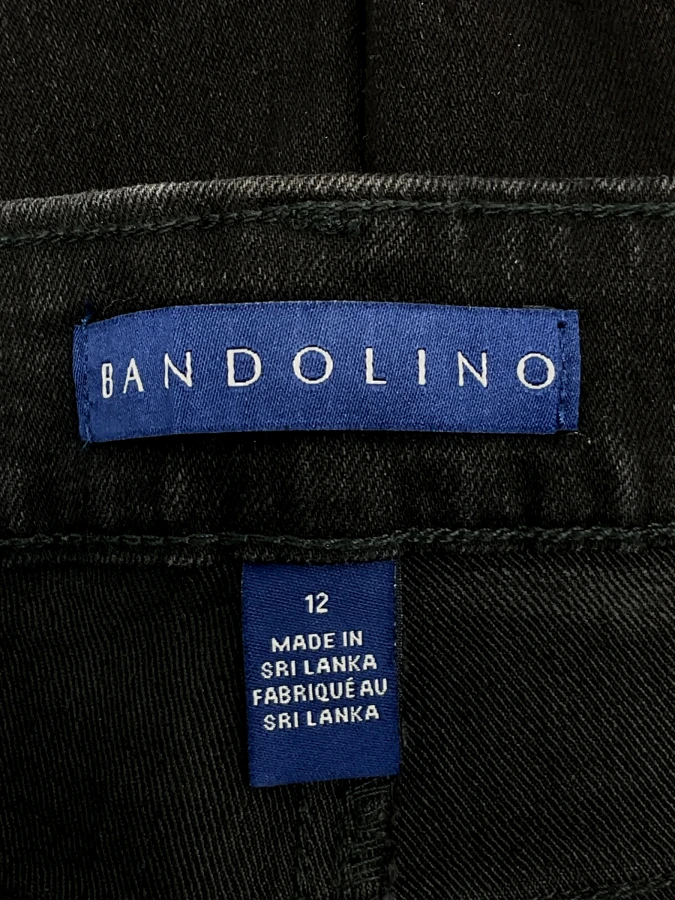 BANDOLINO
12
MADE IN
SRI LANKA
FABRIQUÉ AU
SRI LANKA